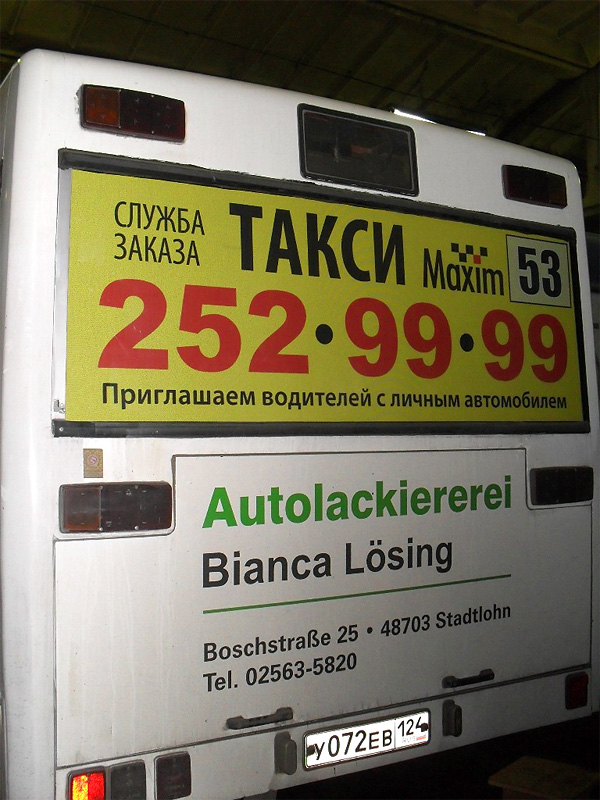 СЛУЖБА
ЗАКАЗА
ТАКСИ
Maxim
53
252•99•99
Приглашаем водителей с личным автомобилем
Autolackiererei
Bianca Lösing
Boschstraße 25 • 48703 Stadtlohn
Tel. 02563-5820
У072ЕВ 124